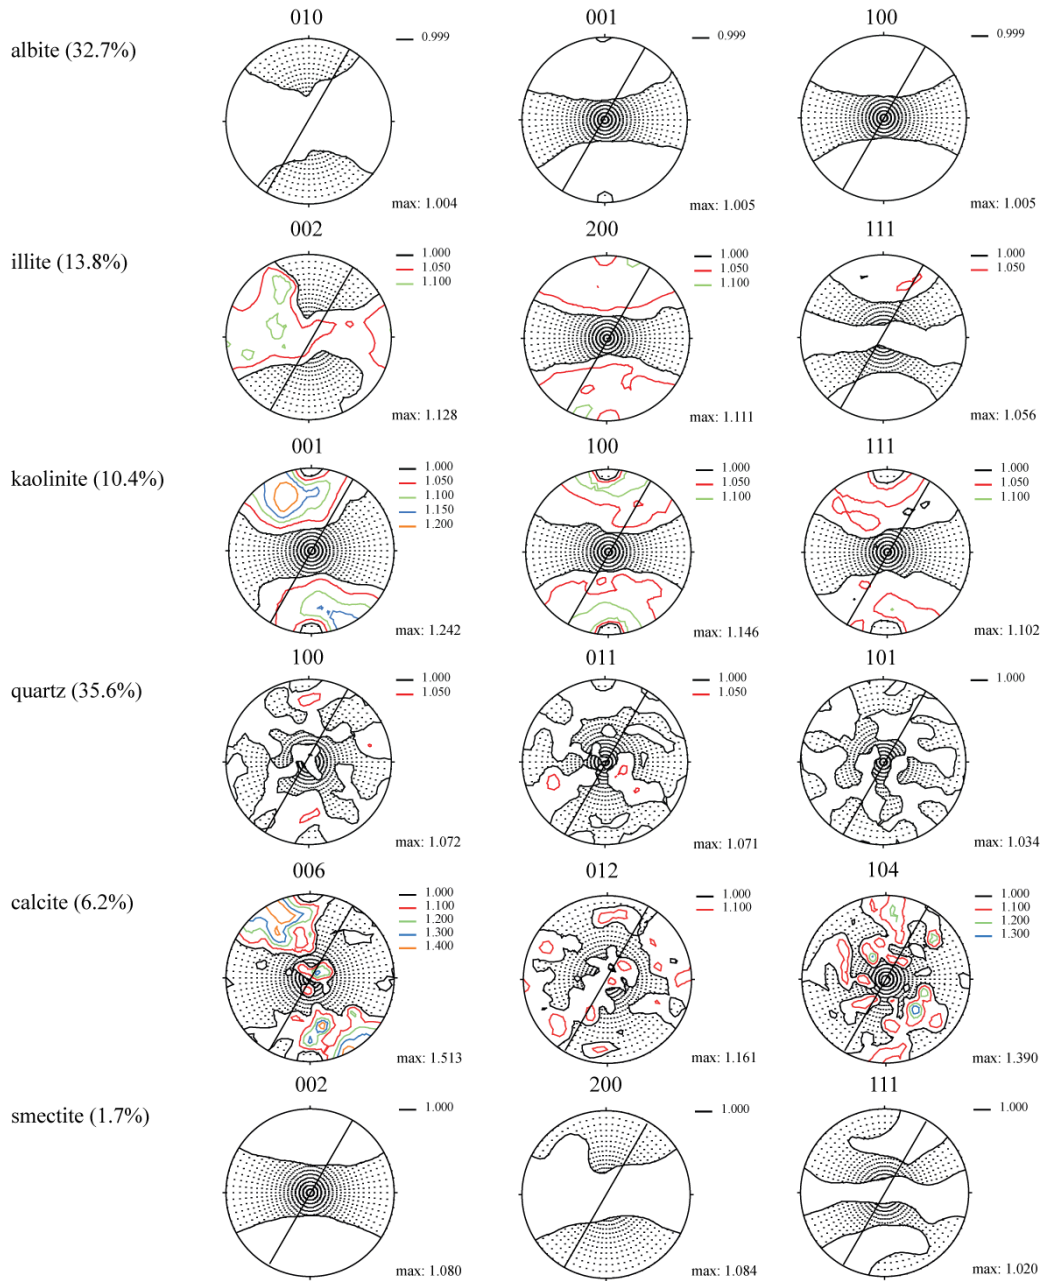 albite (32.7%)
010
0.999
max: 1.004
001
0.999
max: 1.005
100
0.999
max: 1.005
illite (13.8%)
002
1.000
1.050
1.100
max: 1.128
200
1.000
1.050
1.100
max: 1.111
111
1.000
1.050
max: 1.056
kaolinite (10.4%)
001
1.000
1.050
1.100
1.150
1.200
max: 1.242
100
1.000
1.050
1.100
max: 1.146
111
1.000
1.050
1.100
max: 1.102
quartz (35.6%)
100
1.000
1.050
max: 1.072
011
1.000
1.050
max: 1.071
101
1.000
max: 1.034
calcite (6.2%)
006
1.000
1.100
1.200
1.300
1.400
max: 1.513
012
1.000
1.100
max: 1.161
104
1.000
1.100
1.200
1.300
max: 1.390
smectite (1.7%)
002
1.000
max: 1.080
200
1.000
max: 1.084
111
1.000
max: 1.020